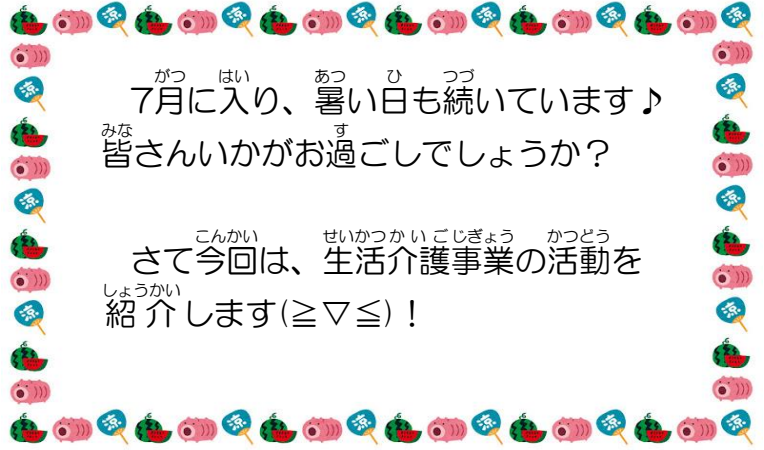 7月に入り、暑い日も続いています♪
皆さんいかがお過ごしでしょうか？
さて今回は、生活介護事業の活動を
紹介します(≧▽≦)！